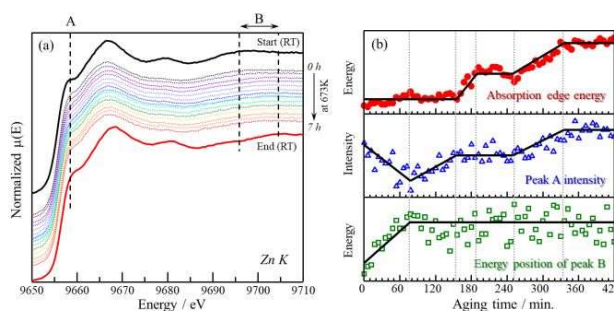 A
B
(a)
Start (RT)
0 h
at 673K
7 h
End (RT)
Zn K
Normalized μ(E)
9650 9660 9670 9680 9690 9700 9710
Energy / eV
(b)
Energy
Absorption edge energy
Intensity
Peak A intensity
Energy
Energy position of peak B
0 60 120 180 240 300 360 420
Aging time / min.